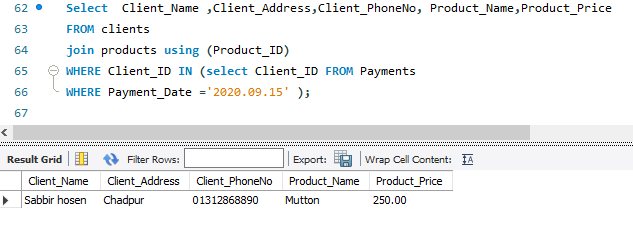 62 Select Client_Name ,Client_Address,Client_PhoneNo, Product_Name,Product_Price
63 FROM clients
64 join products using (Product_ID)
65 WHERE Client_ID IN (select Client_ID FROM Payments
66 WHERE Payment_Date ='2020.09.15' );
67
Result Grid Filter Rows: Export: Wrap Cell Content: IA
Client_Name Client_Address Client_PhoneNo Product_Name Product_Price
Sabbir hosen Chadpur 01312868890 Mutton 250.00